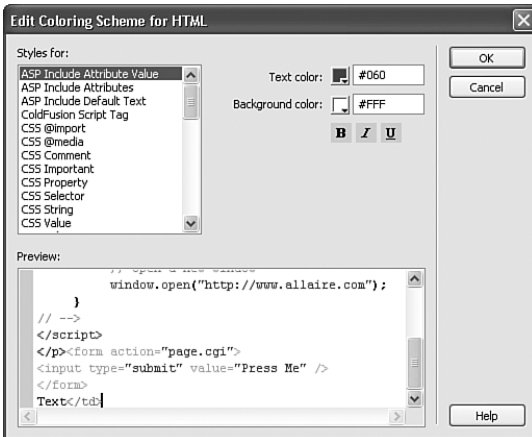 Edit Coloring Scheme for HTML
Styles for:
ASP Include Attribute Value
ASP Include Attributes
ASP Include Default Text
ColdFusion Script Tag
CSS @import
CSS @media
CSS Comment
CSS Important
CSS Property
CSS Selector
CSS String
CSS Value
Text color: #060
Background color: #FFF
B I U
OK
Cancel
Preview:
// open a new window
window.open("http://www.allaire.com");
}
// -->
</script>
</p><form action="page.cgi">
<input type="submit" value="Press Me" />
</form>
Text</td>
Help